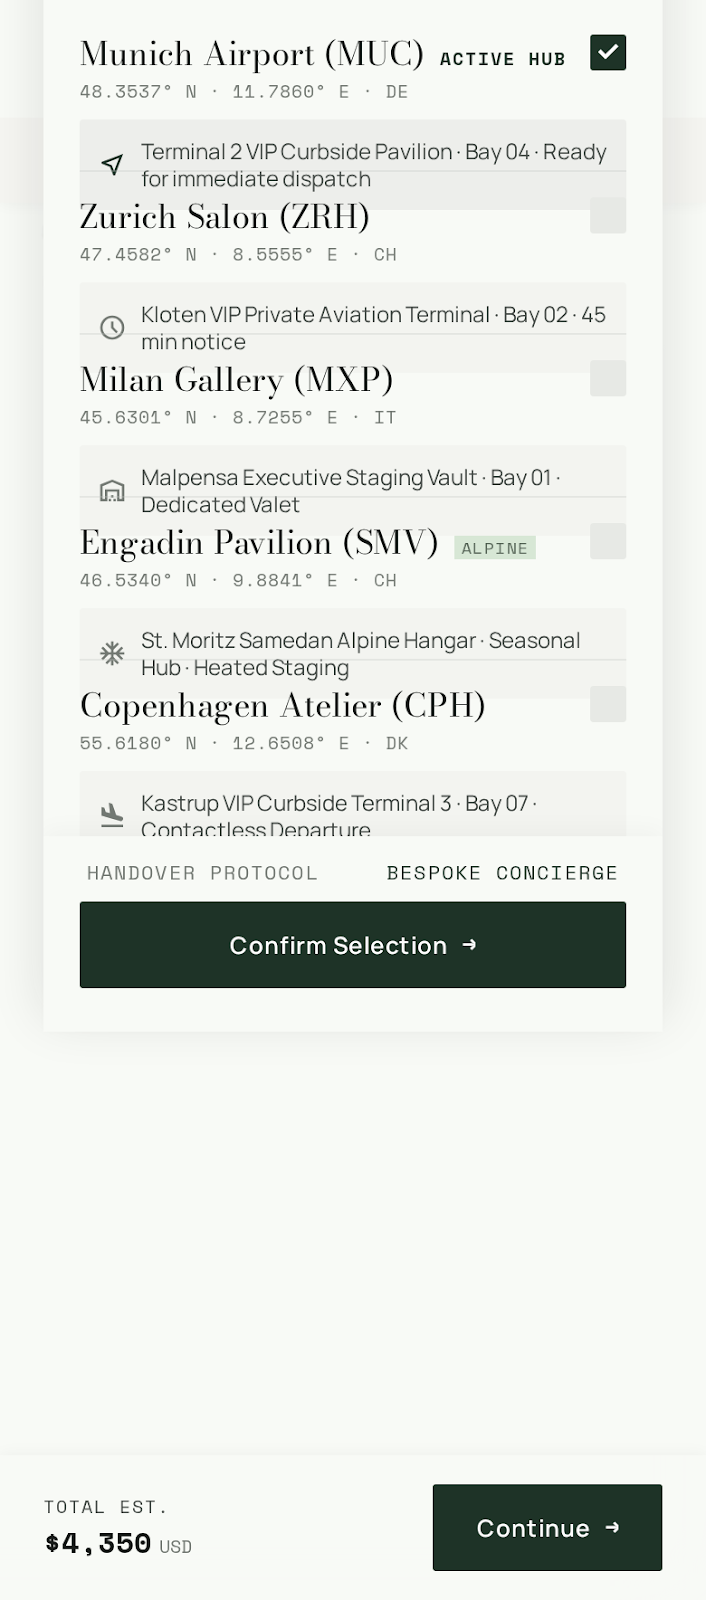 Munich Airport (MUC) ACTIVE HUB
48.3537° N · 11.7860° E · DE
Terminal 2 VIP Curbside Pavilion · Bay 04 · Ready
for immediate dispatch
Zurich Salon (ZRH)
47.4582° N · 8.5555° E · CH
Kloten VIP Private Aviation Terminal · Bay 02 · 45
min notice
Milan Gallery (MXP)
45.6301° N · 8.7255° E · IT
Malpensa Executive Staging Vault · Bay 01 ·
Dedicated Valet
Engadin Pavilion (SMV) ALPINE
46.5340° N · 9.8841° E · CH
St. Moritz Samedan Alpine Hangar · Seasonal
Hub · Heated Staging
Copenhagen Atelier (CPH)
55.6180° N · 12.6508° E · DK
Kastrup VIP Curbside Terminal 3 · Bay 07 ·
Contactless Departure
HANDOVER PROTOCOL BESPOKE CONCIERGE
Confirm Selection →
TOTAL EST.
$4,350 USD
Continue →